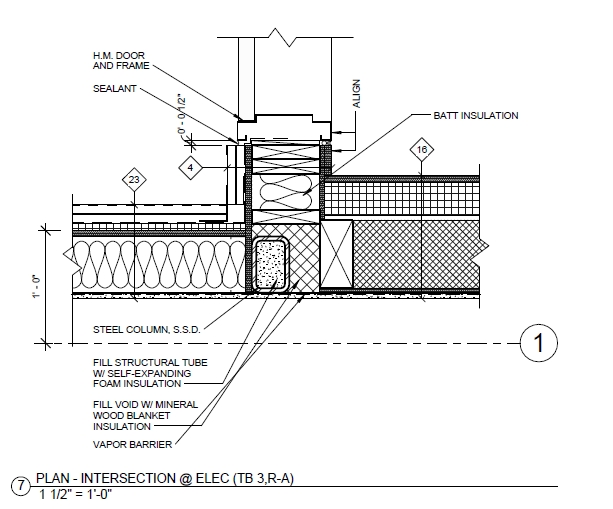 H.M. DOOR
AND FRAME
SEALANT
0' - 0 1/2"
ALIGN
BATT INSULATION
4
16
23
1' - 0"
STEEL COLUMN, S.S.D.
1
FILL STRUCTURAL TUBE
W/ SELF-EXPANDING
FOAM INSULATION
FILL VOID W/ MINERAL
WOOD BLANKET
INSULATION
VAPOR BARRIER
7
PLAN - INTERSECTION @ ELEC (TB 3,R-A)
1 1/2" = 1'-0"